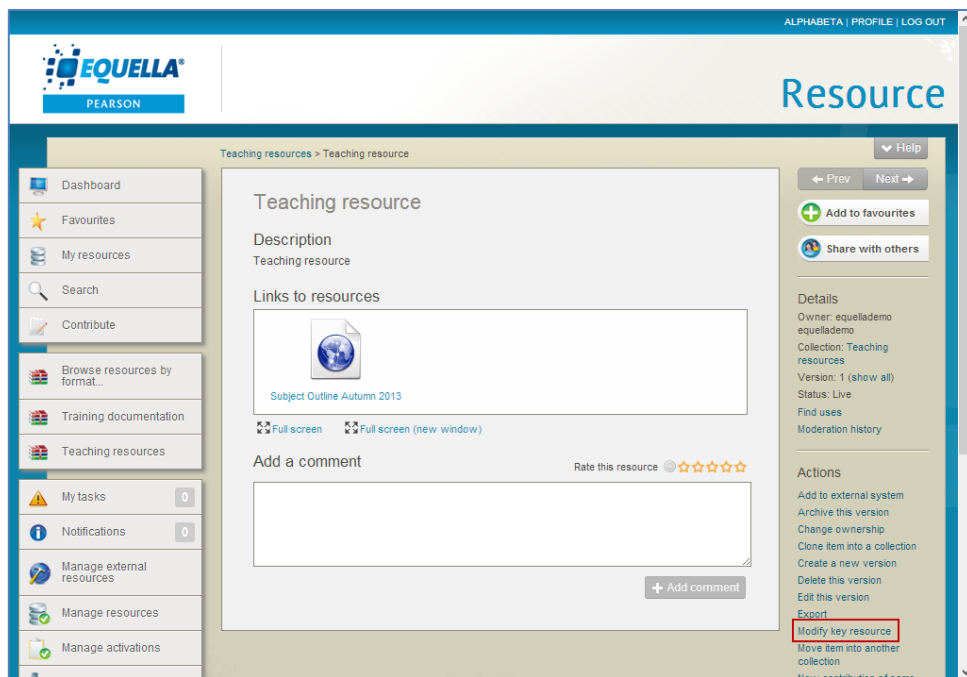 ALPHABETA | PROFILE | LOG OUT
EQUELLA®
PEARSON
Resource
Teaching resources > Teaching resource
Help
Dashboard
Favourites
My resources
Search
Contribute
Browse resources by
format...
Training documentation
Teaching resources
My tasks 0
Notifications 0
Manage external
resources
Manage resources
Manage activations
Teaching resource
Description
Teaching resource
Links to resources
Subject Outline Autumn 2013
Full screen Full screen (new window)
Add a comment Rate this resource
Add comment
Prev Next
Add to favourites
Share with others
Details
Owner: equellademo
equellademo
Collection: Teaching
resources
Version: 1 (show all)
Status: Live
Find uses
Moderation history
Actions
Add to external system
Archive this version
Change ownership
Clone item into a collection
Create a new version
Delete this version
Edit this version
Export
Modify key resource
Move item into another
collection